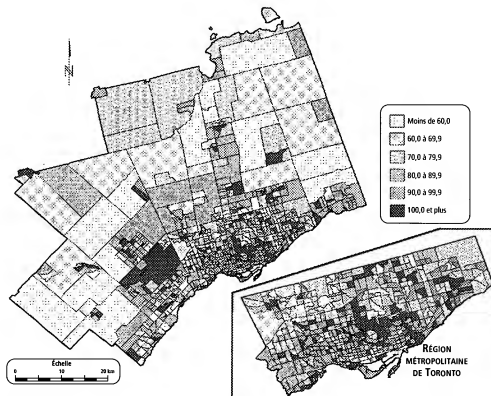 N
Moins de 60,0
60,0 à 69,9
70,0 à 79,9
80,0 à 89,9
90,0 à 99,9
100,0 et plus
Échelle
0 10 20 km
RÉGION
MÉTROPOLITAINE
DE TORONTO